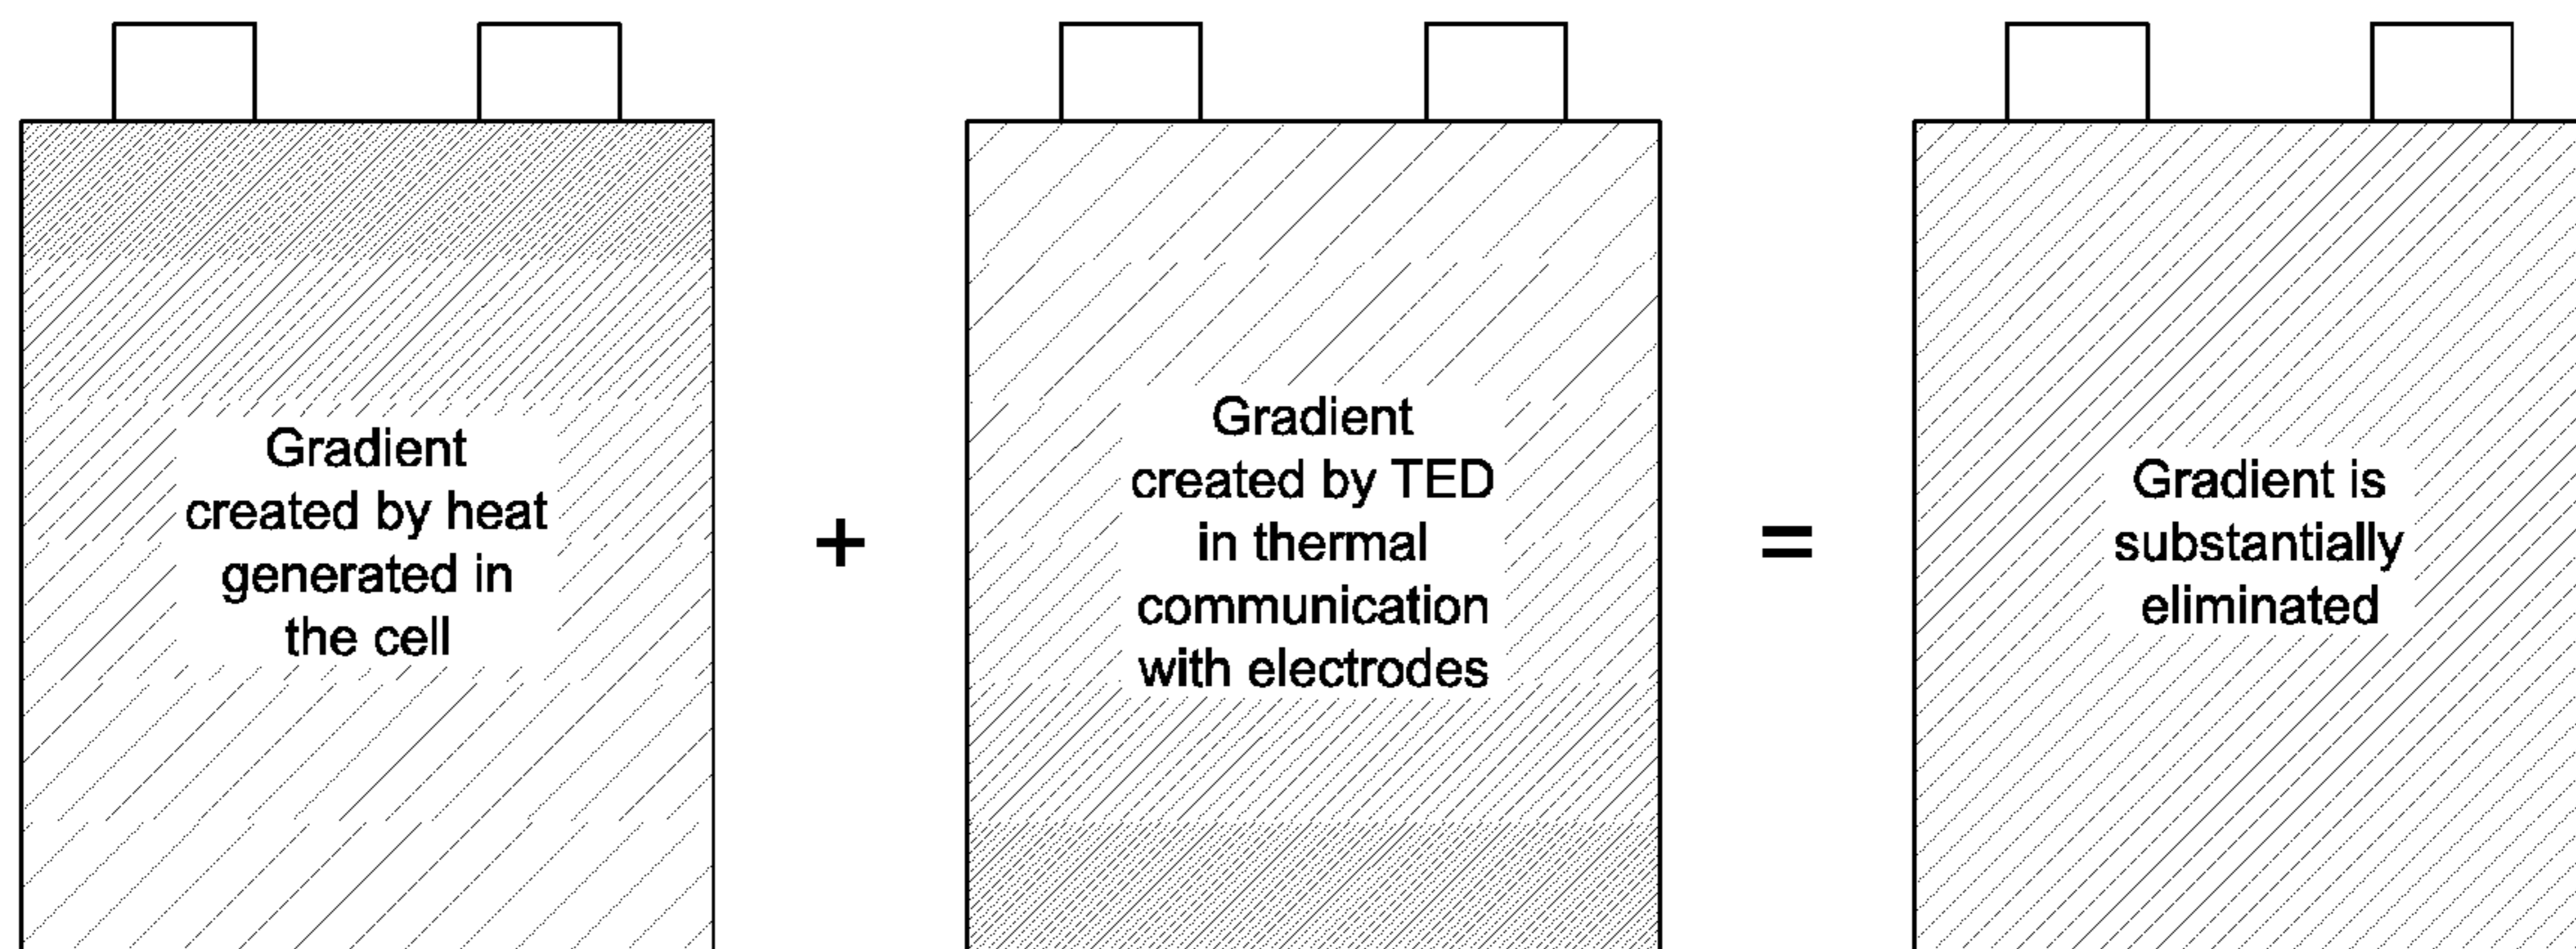 Gradient
created by heat
generated in
the cell
+
Gradient
created by TED
in thermal
communication
with electrodes
=
Gradient is
substantially
eliminated